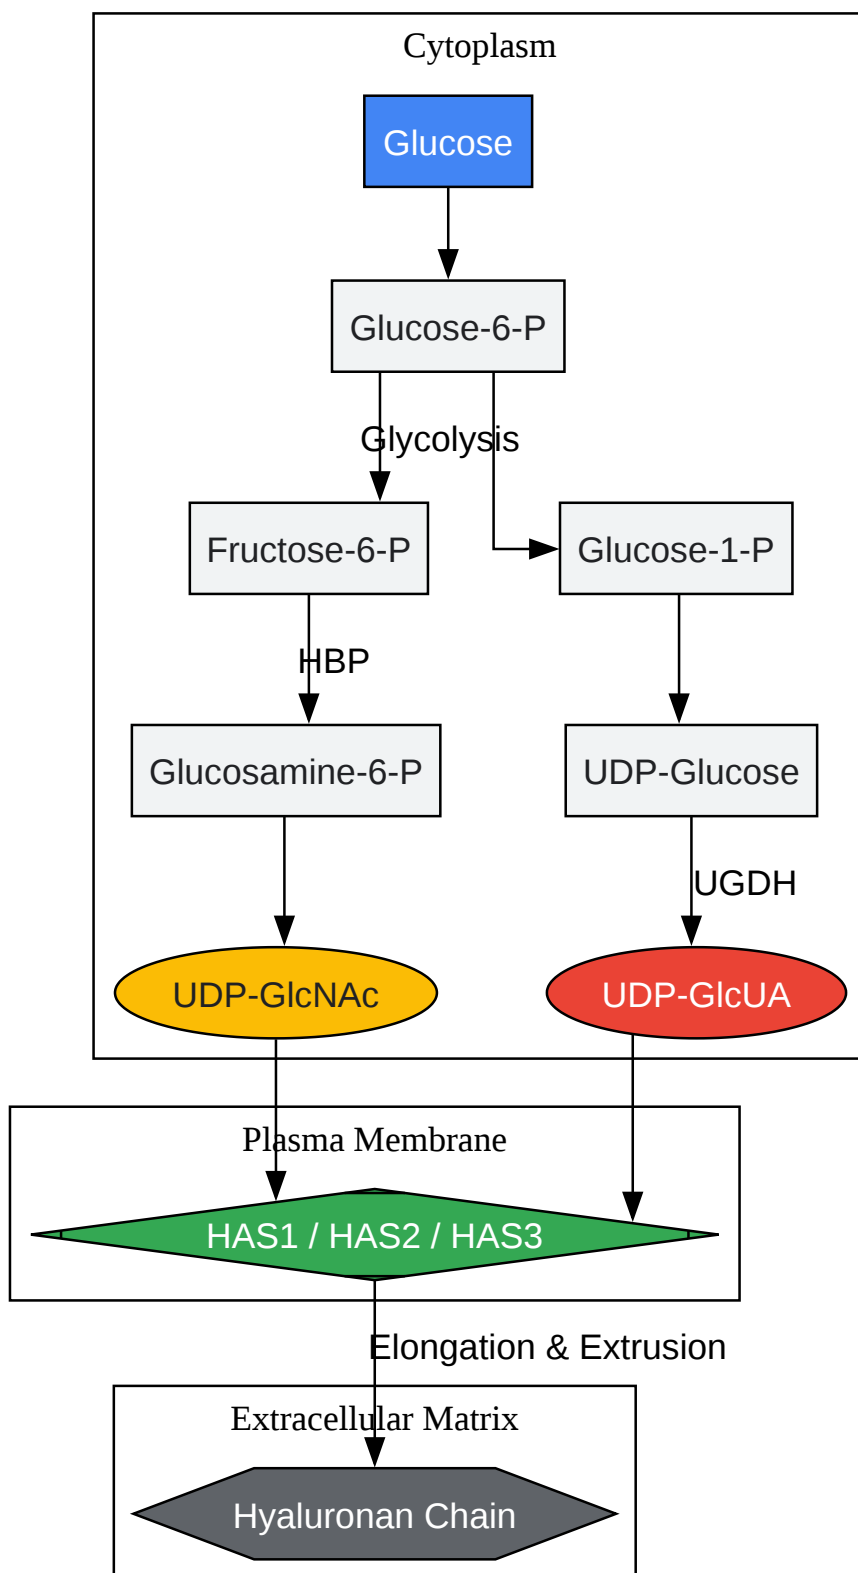 Cytoplasm
Glucose
Glucose-6-P
Glycolysis
Fructose-6-P
Glucose-1-P
HBP
Glucosamine-6-P
UDP-Glucose
UGDH
UDP-GlcNAc
UDP-GlcUA
Plasma Membrane
HAS1 / HAS2 / HAS3
Elongation & Extrusion
Extracellular Matrix
Hyaluronan Chain